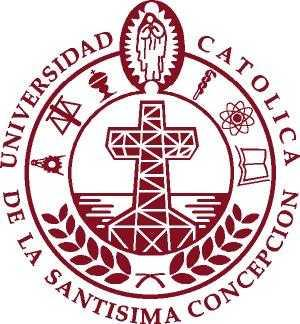 UNIVERSIDAD CATOLICA
DE LA SANTISIMA CONCEPCION